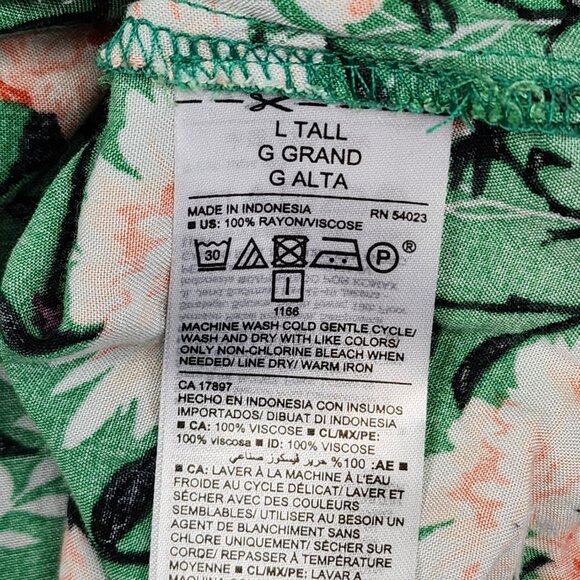 L TALL
G GRAND
G ALTA
MADE IN INDONESIA RN 54023
■ US: 100% RAYON/VISCOSE
30 P ®
1166
MACHINE WASH COLD GENTLE CYCLE/
WASH AND DRY WITH LIKE COLORS/
ONLY NON-CHLORINE BLEACH WHEN
NEEDED/ LINE DRY/ WARM IRON
CA 17897
HECHO EN INDONESIA CON INSUMOS
IMPORTADOS/ DIBUAT DI INDONESIA
■ CA: 100% VISCOSE ■ CL/MX/PE:
100% viscosa ■ ID: 100% VISCOSE
■ AE: 100% حرير فيسكوز صناعي
■ CA: LAVER À LA MACHINE À L'EAU
FROIDE AU CYCLE DÉLICAT/ LAVER ET
SÉCHER AVEC DES COULEURS
SEMBLABLES/ UTILISER AU BESOIN UN
AGENT DE BLANCHIMENT SANS
CHLORE UNIQUEMENT/ SÉCHER SUR
CORDE/ REPASSER À TEMPÉRATURE
MOYENNE ■ CL/MX/PE: LAVAR A